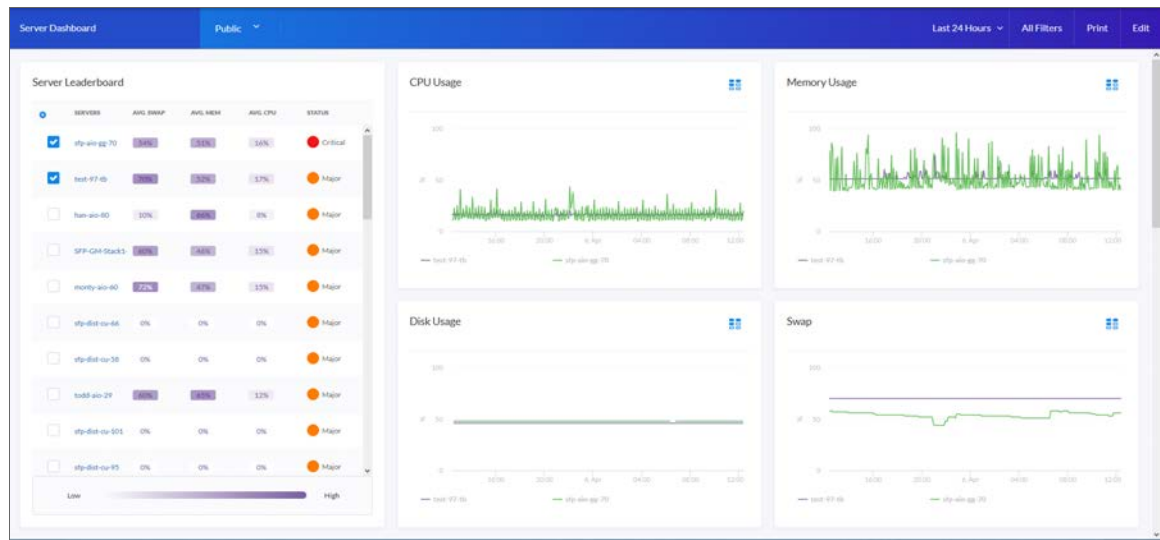 Server Dashboard Public Last 24 Hours All Filters Print Edit
Server Leaderboard
SERVERS AVG. SWAP AVG. MEM AVG. CPU STATUS
sfp-aio-gg-70 54% 51% 16% Critical
test-97-tb 70% 52% 17% Major
han-aio-80 10% 66% 8% Major
SFP-GM-Stack1- 60% 46% 15% Major
monty-aio-60 72% 47% 15% Major
sfp-dist-cu-66 0% 0% 0% Major
sfp-dist-cu-58 0% 0% 0% Major
todd-aio-29 60% 65% 12% Major
sfp-dist-cu-101 0% 0% 0% Major
sfp-dist-cu-95 0% 0% 0% Major
Low High
CPU Usage
100
% 50
0
16:00 20:00 6. Apr 04:00 08:00 12:00
test-97-tb sfp-aio-gg-70
Memory Usage
100
% 50
0
16:00 20:00 6. Apr 04:00 08:00 12:00
test-97-tb sfp-aio-gg-70
Disk Usage
100
% 50
0
16:00 20:00 6. Apr 04:00 08:00 12:00
test-97-tb sfp-aio-gg-70
Swap
100
% 50
0
16:00 20:00 6. Apr 04:00 08:00 12:00
test-97-tb sfp-aio-gg-70